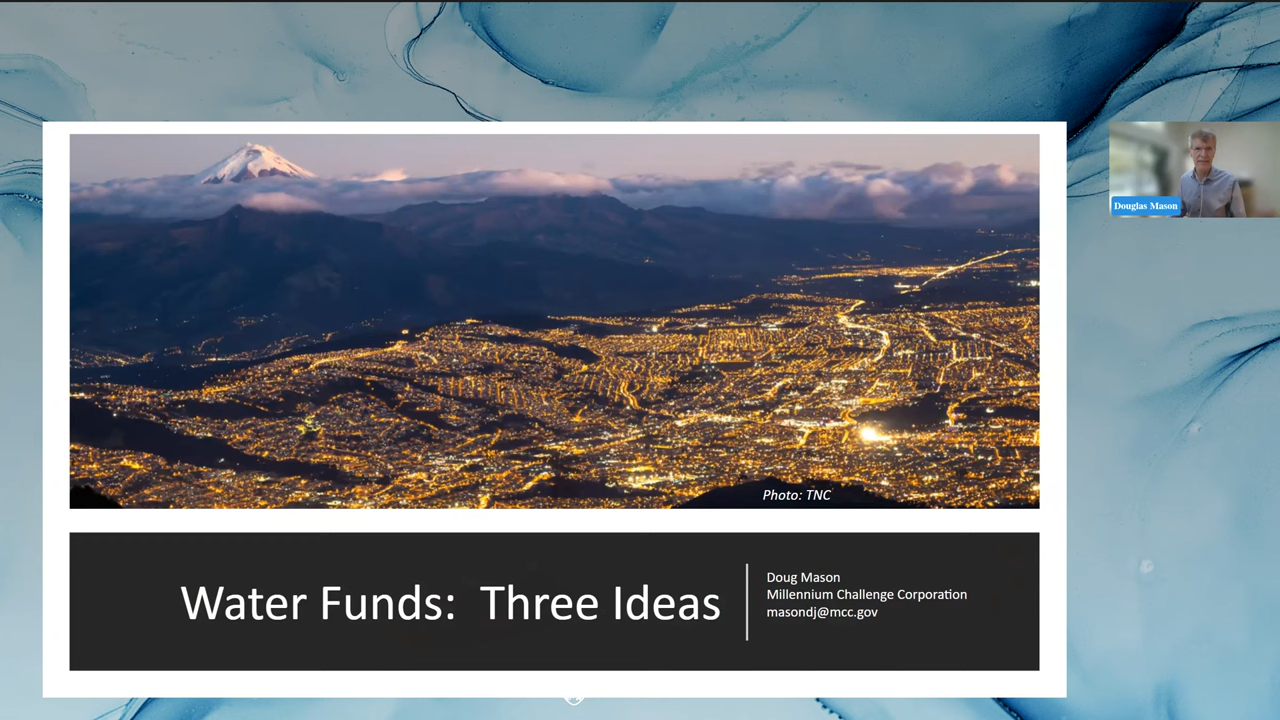 Douglas Mason
Photo: TNC
Water Funds: Three Ideas
Doug Mason
Millennium Challenge Corporation
masondj@mcc.gov